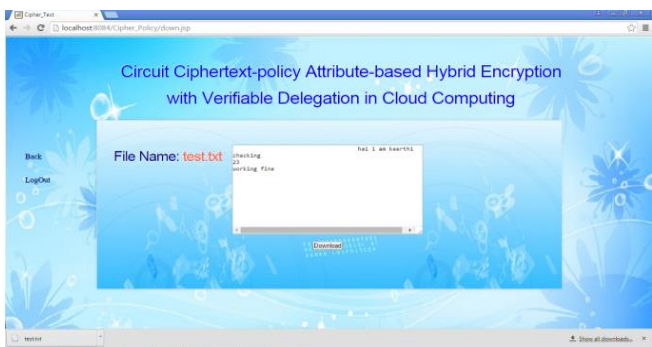 Cipher_Text
localhost:8084/Cipher_Policy/down.jsp
Circuit Ciphertext-policy Attribute-based Hybrid Encryption
with Verifiable Delegation in Cloud Computing
Back
LogOut
File Name: test.txt
hai i am keerthi
checking
23
working fine
Download
test.txt
Show all downloads...